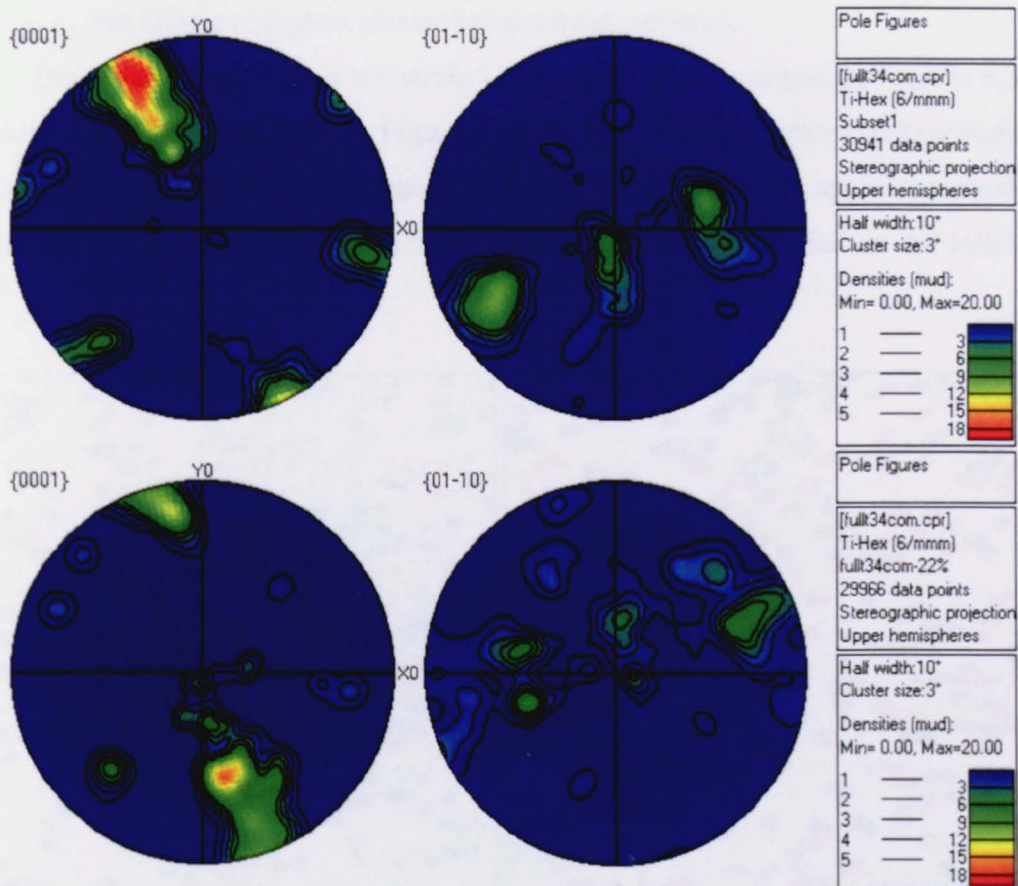 {0001}
Y0
{01-10}
X0
Pole Figures
[fullt34com.cpr]
Ti-Hex (6/mmm)
Subset1
30941 data points
Stereographic projection
Upper hemispheres
Half width:10°
Cluster size:3°
Densities (mud):
Min= 0.00, Max=20.00
1
2
3
4
5
3
6
9
12
15
18
{0001}
Y0
{01-10}
X0
Pole Figures
[fullt34com.cpr]
Ti-Hex (6/mmm)
fullt34com-22%
29966 data points
Stereographic projection
Upper hemispheres
Half width:10°
Cluster size:3°
Densities (mud):
Min= 0.00, Max=20.00
1
2
3
4
5
3
6
9
12
15
18